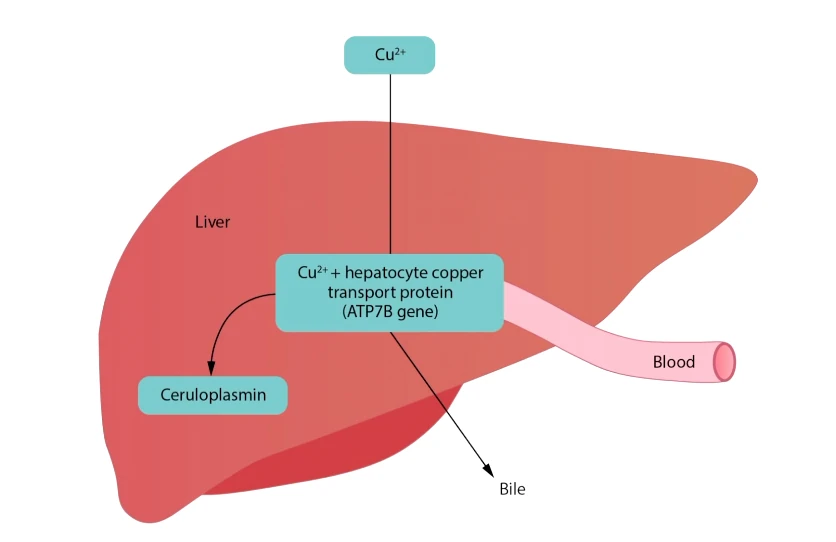 Cu²⁺
Liver
Cu²⁺ + hepatocyte copper
transport protein
(ATP7B gene)
Blood
Ceruloplasmin
Bile